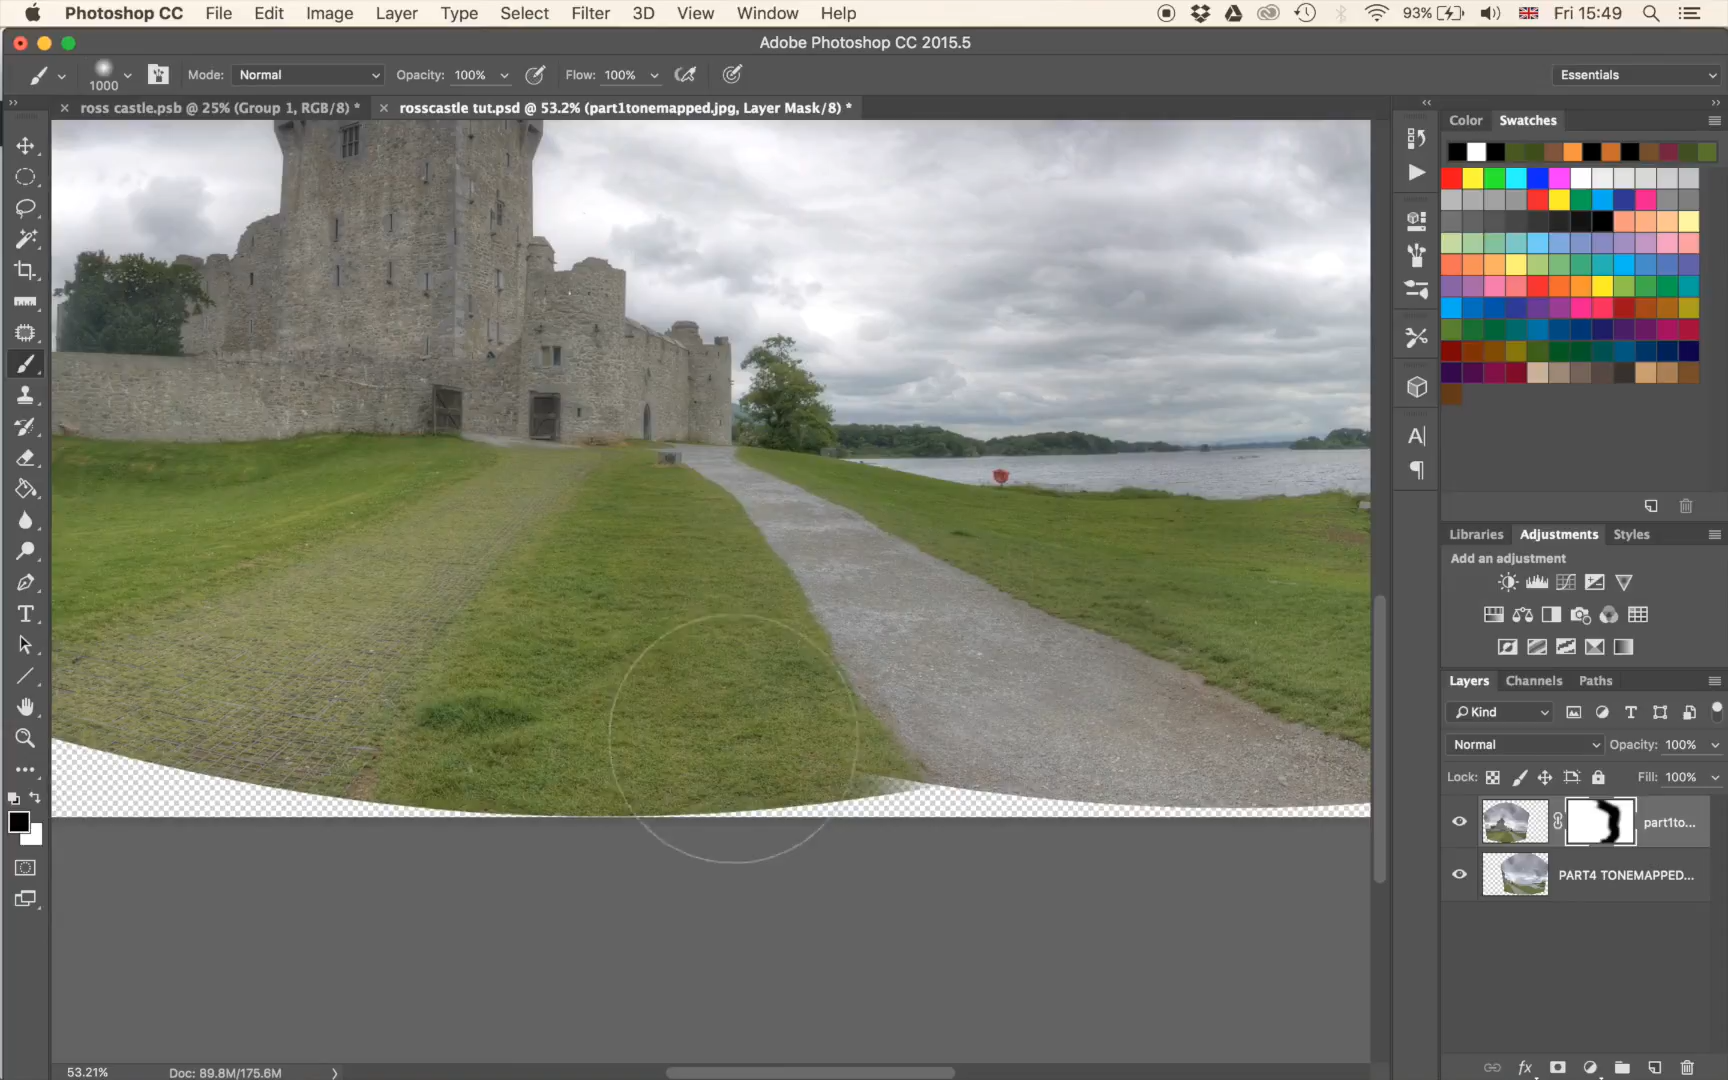 Photoshop CC File Edit Image Layer Type Select Filter 3D View Window Help 93% Fri 15:49
Adobe Photoshop CC 2015.5
1000 Mode: Normal Opacity: 100% Flow: 100% Essentials
ross castle.psb @ 25% (Group 1, RGB/8) * rosscastle tut.psd @ 53.2% (part1tonemapped.jpg, Layer Mask/8) *
Color Swatches
Libraries Adjustments Styles
Add an adjustment
Layers Channels Paths
Kind
Normal Opacity: 100%
Lock: Fill: 100%
part1to...
PART4 TONEMAPPED...
53.21% Doc: 89.8M/175.6M